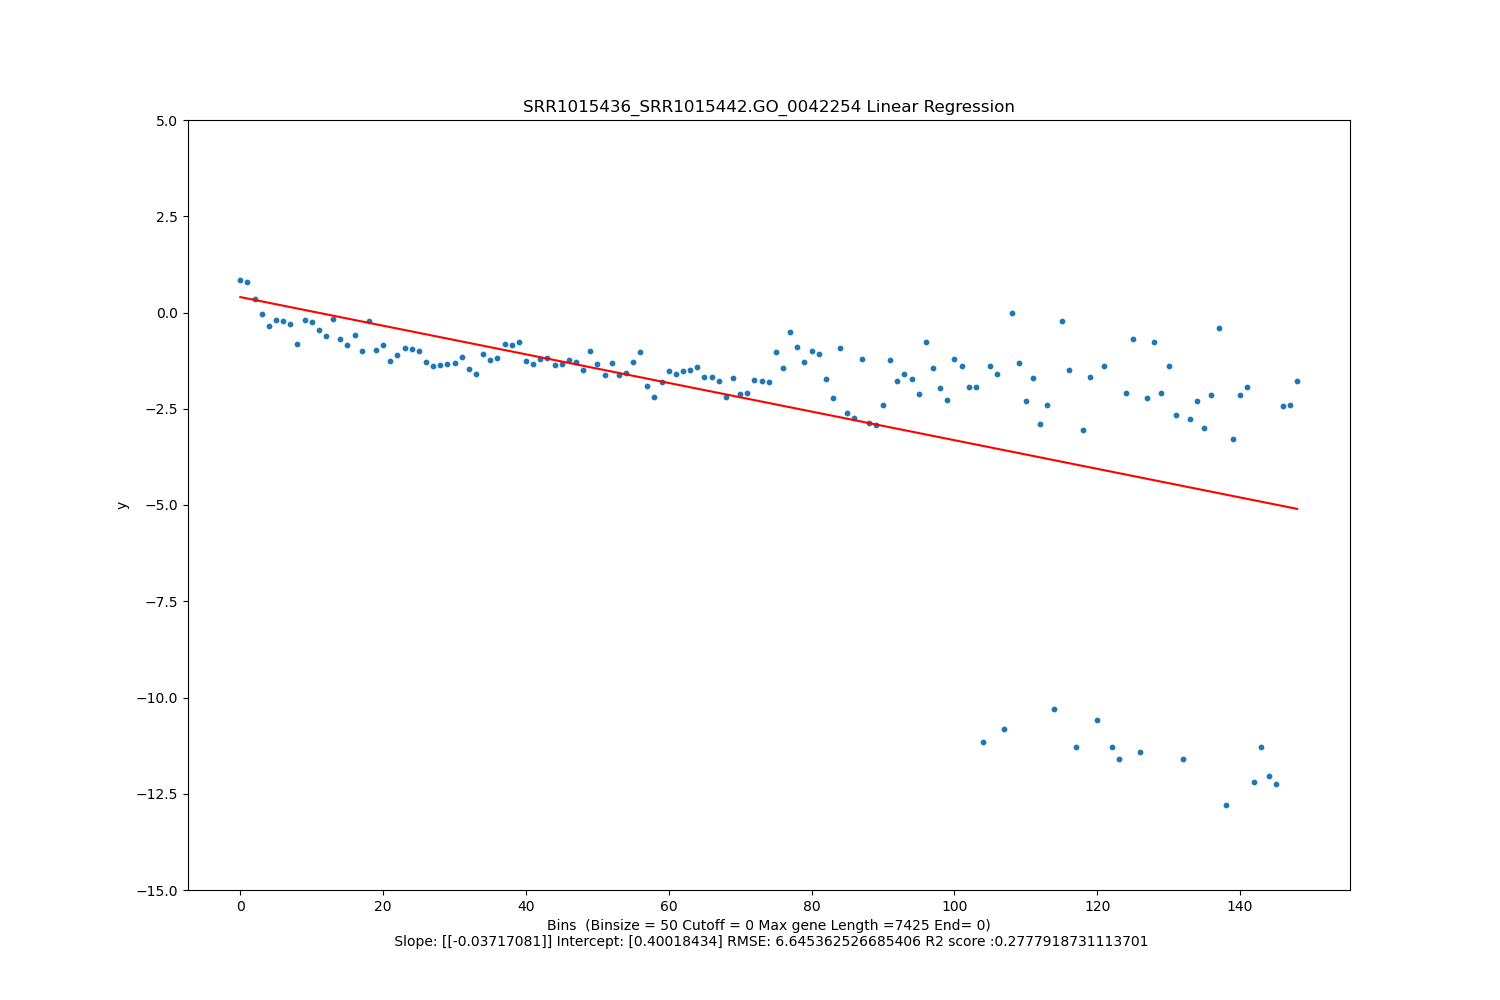 SRR1015436_SRR1015442.GO_0042254 Linear Regression
5.0
2.5
0.0
−2.5
−5.0
−7.5
−10.0
−12.5
−15.0
y
0 20 40 60 80 100 120 140
Bins  (Binsize = 50 Cutoff = 0 Max gene Length =7425 End= 0)
Slope: [[-0.03717081]] Intercept: [0.40018434] RMSE: 6.645362526685406 R2 score :0.2777918731113701